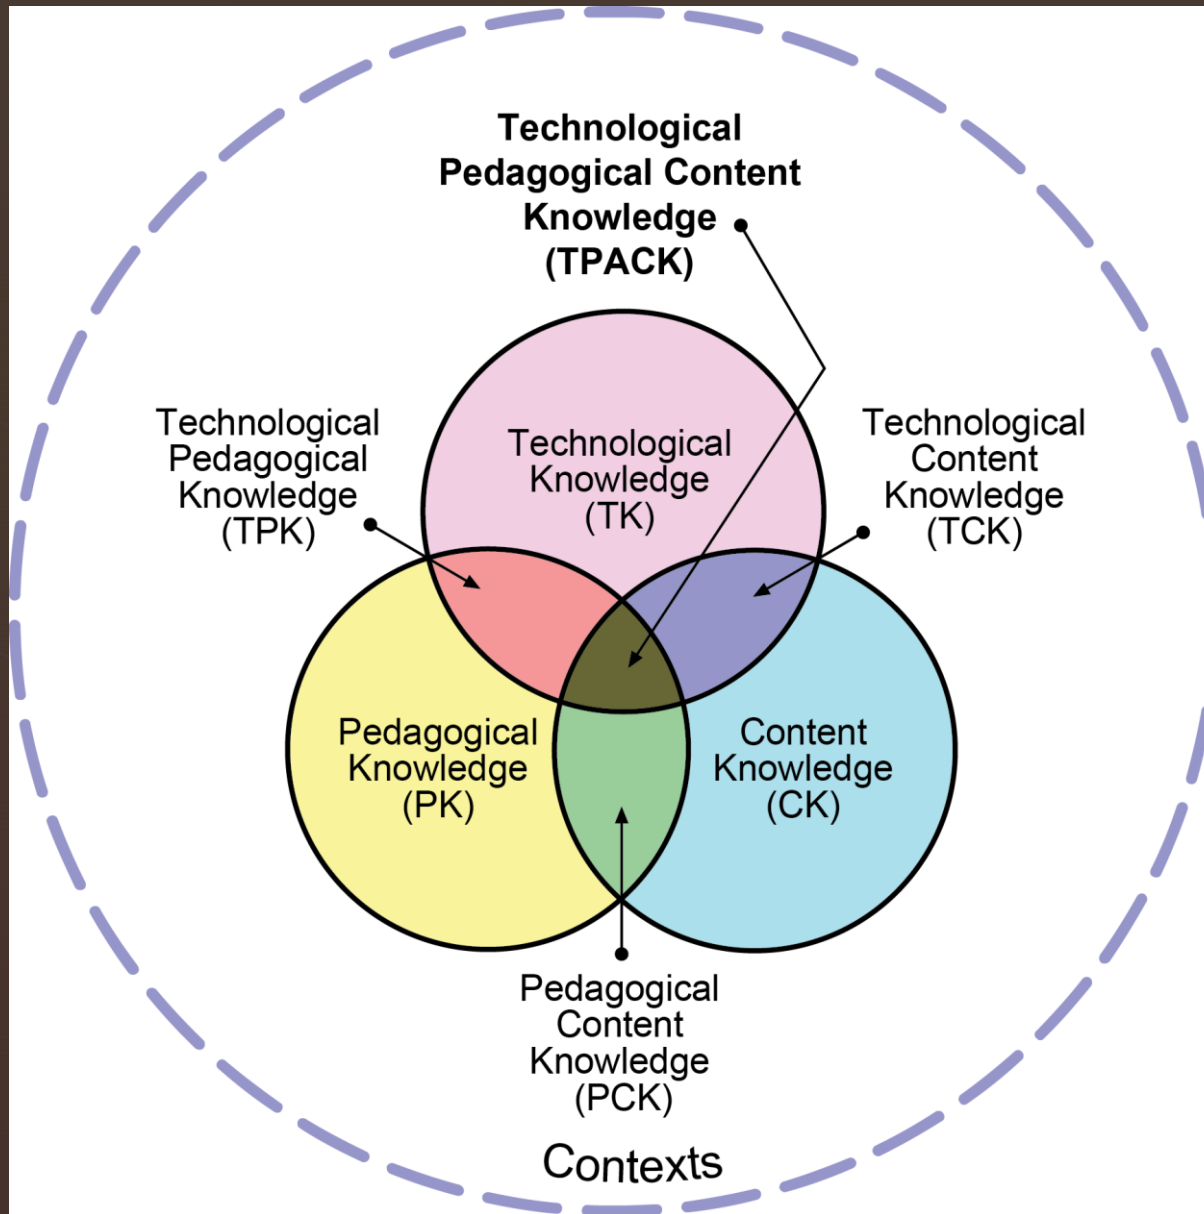 Technological
Pedagogical Content
Knowledge
(TPACK)
Technological
Pedagogical
Knowledge
(TPK)
Technological
Knowledge
(TK)
Technological
Content
Knowledge
(TCK)
Pedagogical
Knowledge
(PK)
Content
Knowledge
(CK)
Pedagogical
Content
Knowledge
(PCK)
Contexts